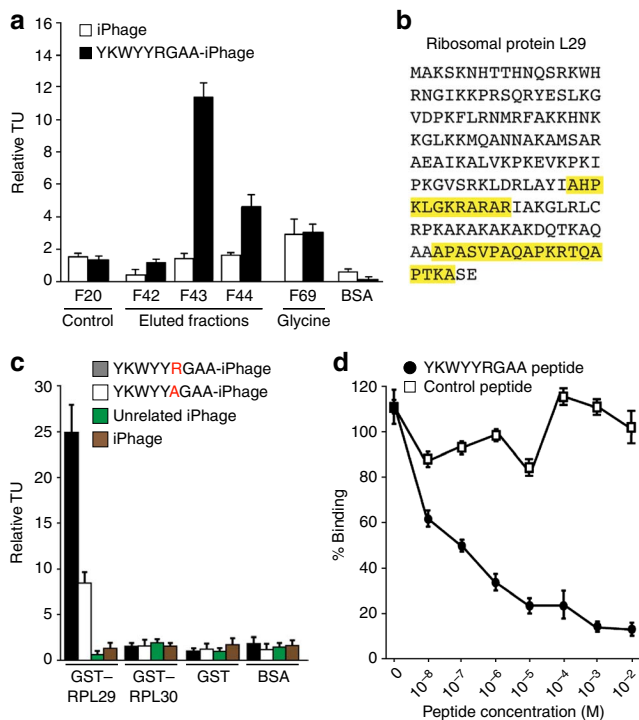 a
iPhage
YKWYYRGAA-iPhage
Relative TU
16
14
12
10
8
6
4
2
0
F20 F42 F43 F44 F69 BSA
Control Eluted fractions Glycine
b
Ribosomal protein L29
MAKSKNHTTHNQSRKWH
RNGIKKPRSQRYESLKG
VDPKFLRNMRFAKKHNK
KGLKKMQANNAKAMSAR
AEAIKALVKPKEVKPKI
PKGVSRKLDRLAYIAHP
KLGKRARARIAKGLRLC
RPKAKAKAKAKDQTKAQ
AAAPASVPAQAPKRTQA
PTKASE
c
YKWYYRGAA-iPhage
YKWYYAGAA-iPhage
Unrelated iPhage
iPhage
Relative TU
30
25
20
15
10
5
0
GST–RPL29 GST–RPL30 GST BSA
d
YKWYYRGAA peptide
Control peptide
% Binding
120
100
80
60
40
20
0
0 10⁻⁸ 10⁻⁷ 10⁻⁶ 10⁻⁵ 10⁻⁴ 10⁻³ 10⁻²
Peptide concentration (M)